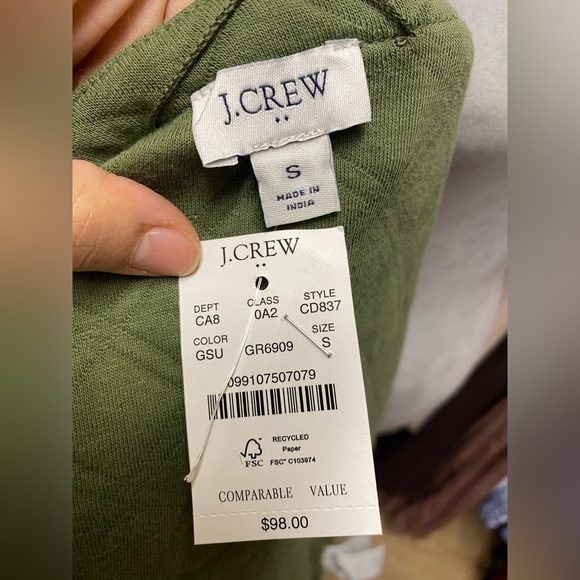 J.CREW
S
MADE IN
INDIA
J.CREW
DEPT CLASS STYLE
CA8 0A2 CD837
COLOR SIZE
GSU GR6909 S
099107507079
RECYCLED
Paper
FSC FSC™ C103974
COMPARABLE VALUE
$98.00